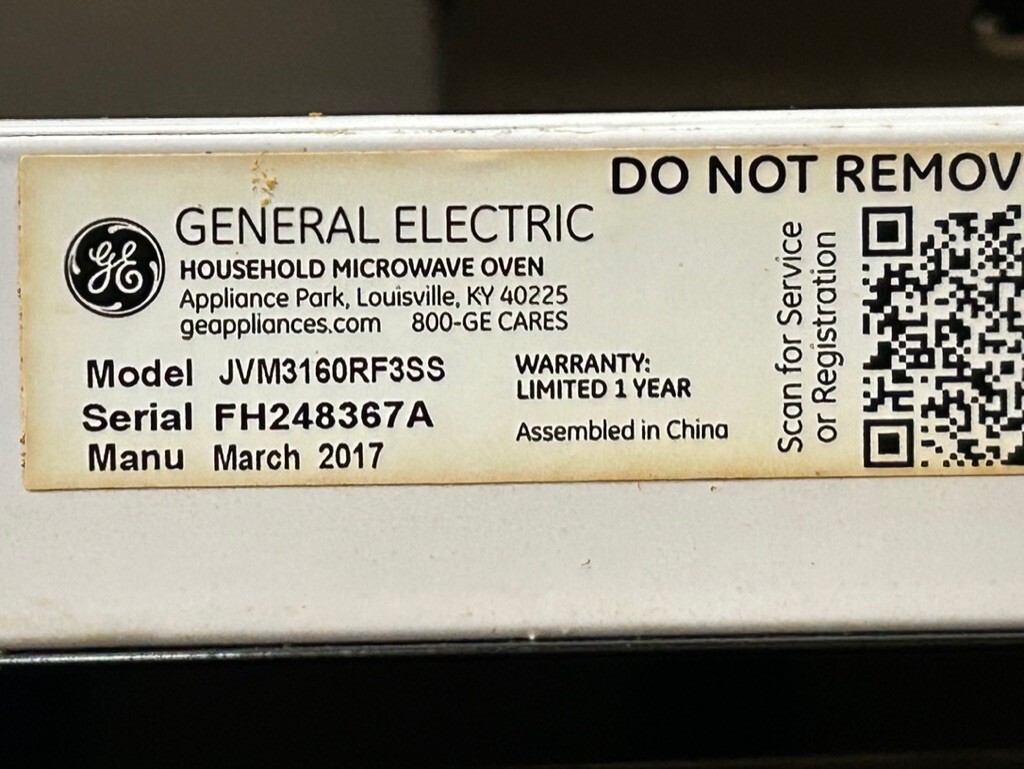 DO NOT REMOV
GE
GENERAL ELECTRIC
HOUSEHOLD MICROWAVE OVEN
Appliance Park, Louisville, KY 40225
geappliances.com 800-GE CARES
Model JVM3160RF3SS
Serial FH248367A
Manu March 2017
WARRANTY:
LIMITED 1 YEAR
Assembled in China
Scan for Service
or Registration